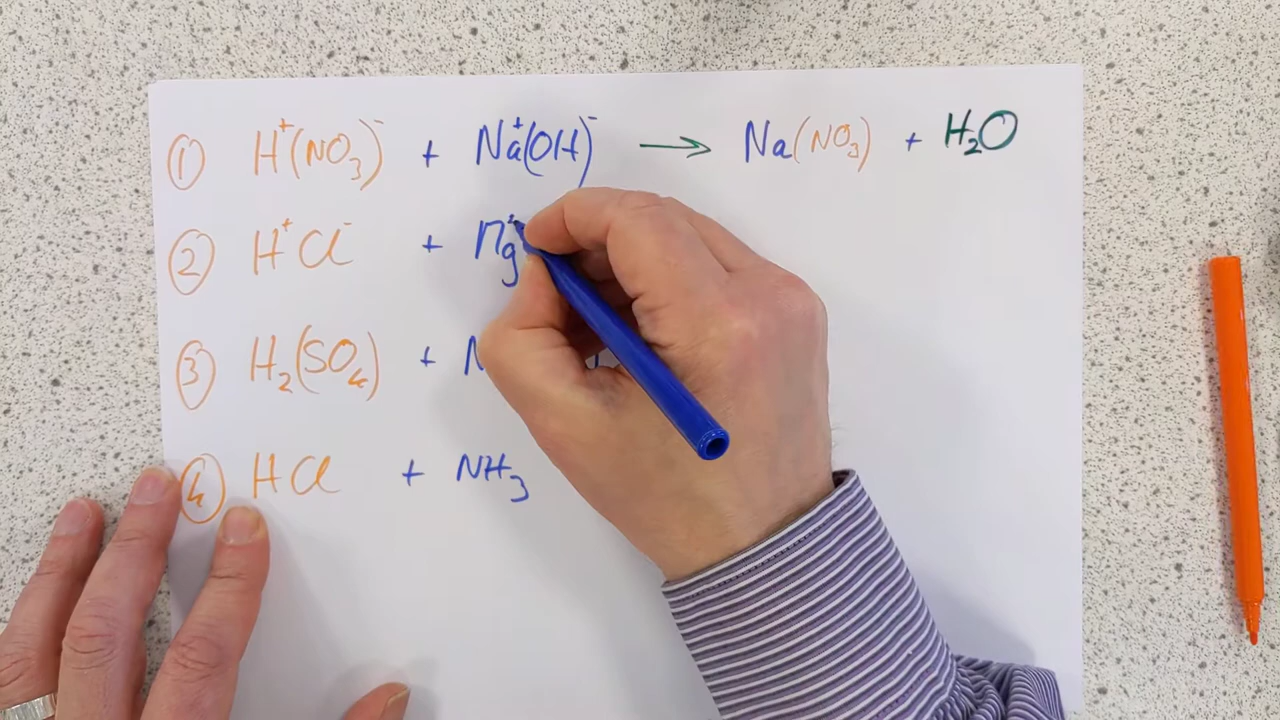 ① H⁺(NO₃)⁻ + Na⁺(OH)⁻ → Na(NO₃) + H₂O
② H⁺Cl⁻ + Mg
③ H₂(SO₄) + N
④ HCl + NH₃